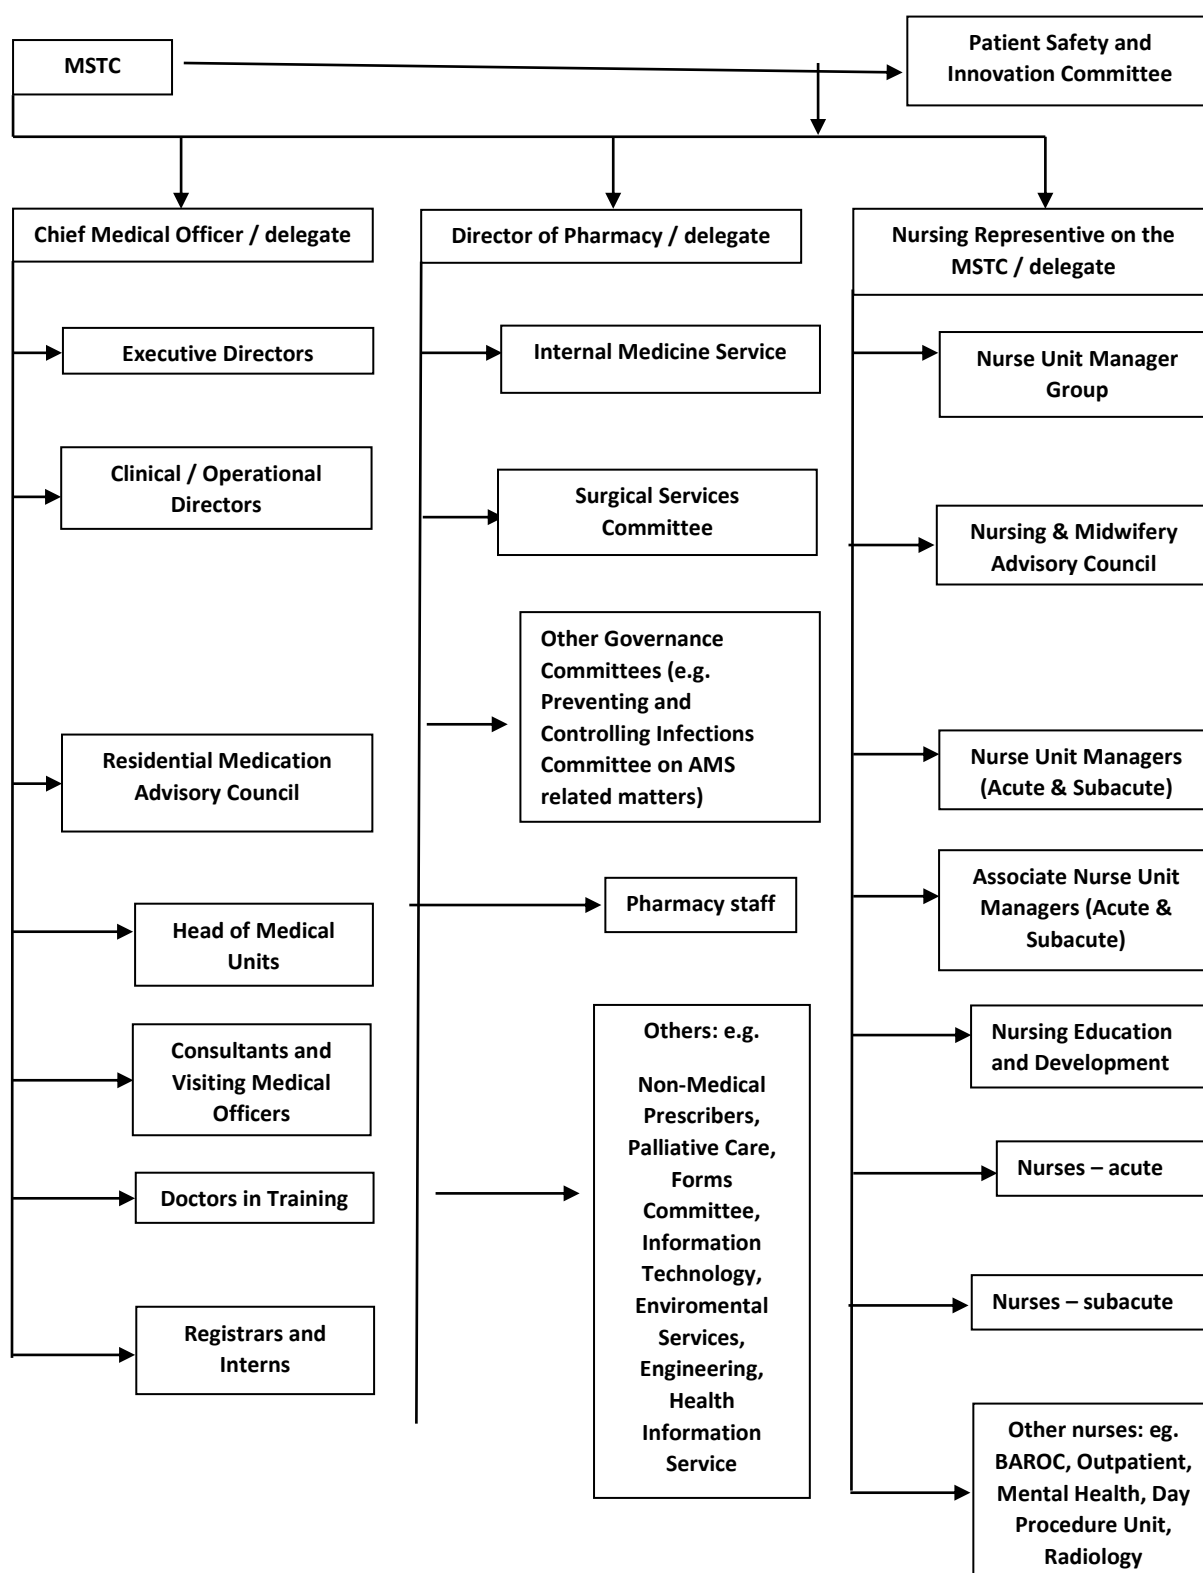 MSTC
Patient Safety and
Innovation Committee
Chief Medical Officer / delegate
Executive Directors
Clinical / Operational
Directors
Residential Medication
Advisory Council
Head of Medical
Units
Consultants and
Visiting Medical
Officers
Doctors in Training
Registrars and
Interns
Director of Pharmacy / delegate
Internal Medicine Service
Surgical Services
Committee
Other Governance
Committees (e.g.
Preventing and
Controlling Infections
Committee on AMS
related matters)
Pharmacy staff
Others: e.g.
Non-Medical
Prescribers,
Palliative Care,
Forms
Committee,
Information
Technology,
Enviromental
Services,
Engineering,
Health
Information
Service
Nursing Representive on the
MSTC / delegate
Nurse Unit Manager
Group
Nursing & Midwifery
Advisory Council
Nurse Unit Managers
(Acute & Subacute)
Associate Nurse Unit
Managers (Acute &
Subacute)
Nursing Education
and Development
Nurses – acute
Nurses – subacute
Other nurses: eg.
BAROC, Outpatient,
Mental Health, Day
Procedure Unit,
Radiology